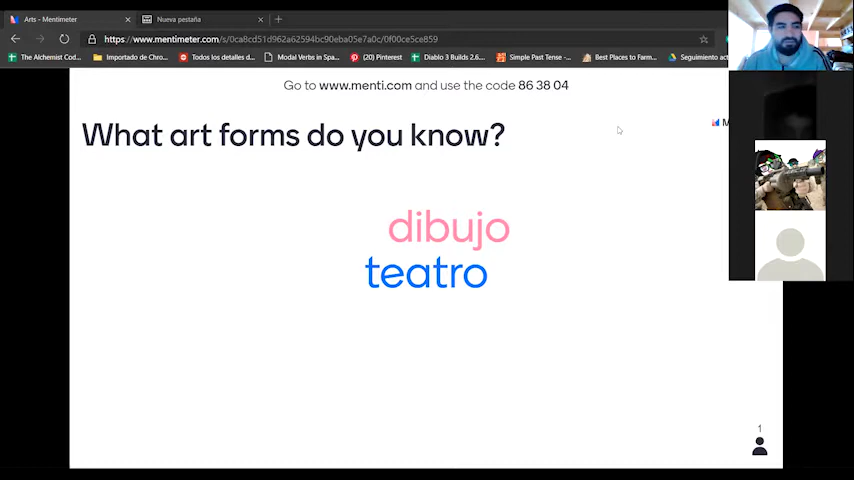 Arts - Mentimeter
Nueva pestaña
https://www.mentimeter.com/s/0ca8cd51d962a62594bc90eba05e7a0c/0f00ce5ce859
The Alchemist Cod...
Importado de Chro...
Todos los detalles d...
Modal Verbs in Spa...
(20) Pinterest
Diablo 3 Builds 2.6....
Simple Past Tense -...
Best Places to Farm...
Seguimiento act
Go to www.menti.com and use the code 86 38 04
M
What art forms do you know?
dibujo
teatro
1